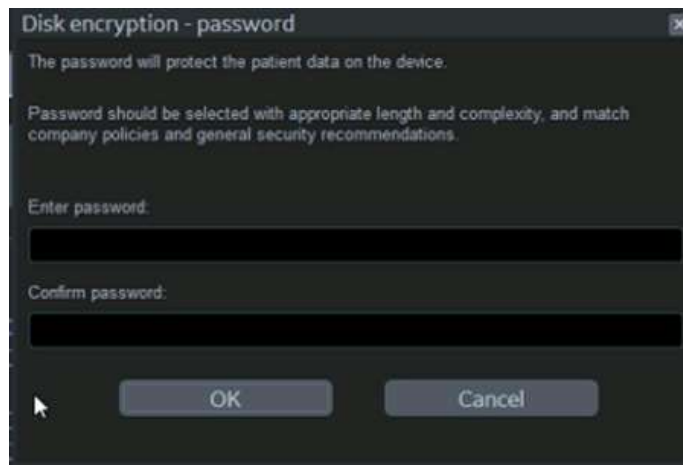 Disk encryption - password
The password will protect the patient data on the device.
Password should be selected with appropriate length and complexity, and match
company policies and general security recommendations.
Enter password:
Confirm password:
OK
Cancel